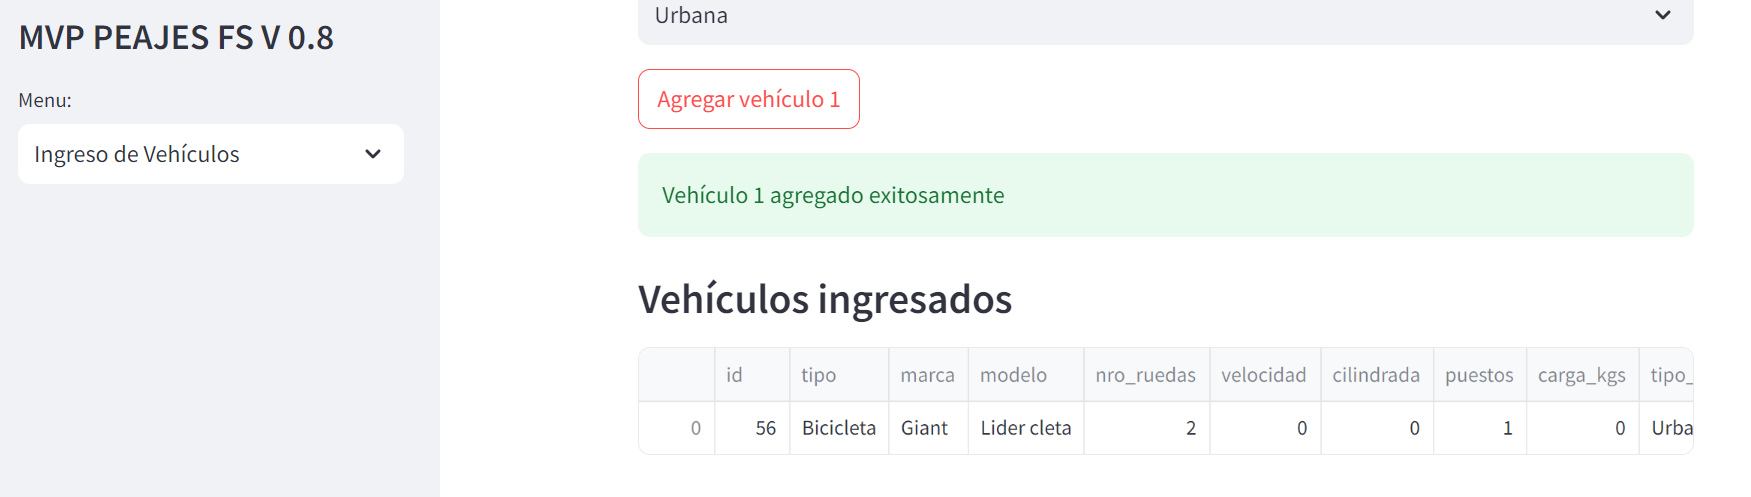 MVP PEAJES FS V 0.8
Menu:
Ingreso de Vehículos
Urbana
Agregar vehículo 1
Vehículo 1 agregado exitosamente
Vehículos ingresados
id tipo marca modelo nro_ruedas velocidad cilindrada puestos carga_kgs tipo_
0 56 Bicicleta Giant Lider cleta 2 0 0 1 0 Urba